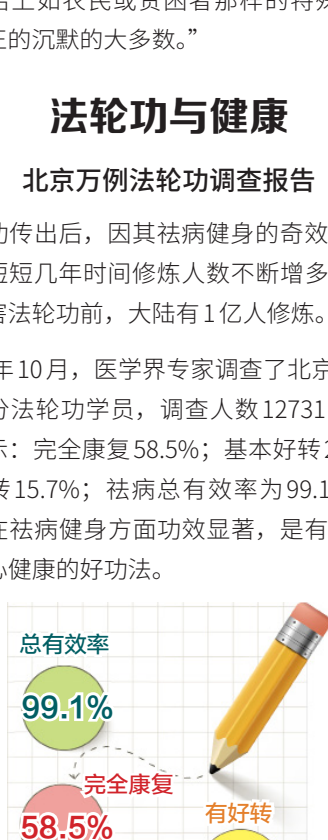 如农民或贫困者那样的特殊
的沉默的大多数。”
法轮功与健康
北京万例法轮功调查报告
功传出后，因其祛病健身的奇效
短短几年时间修炼人数不断增多
害法轮功前，大陆有1亿人修炼。
年10月，医学界专家调查了北京
分法轮功学员，调查人数12731
示：完全康复58.5%；基本好转2
转15.7%；祛病总有效率为99.1
在祛病健身方面功效显著，是有
心健康的好功法。
总有效率
99.1%
完全康复
58.5%
有好转